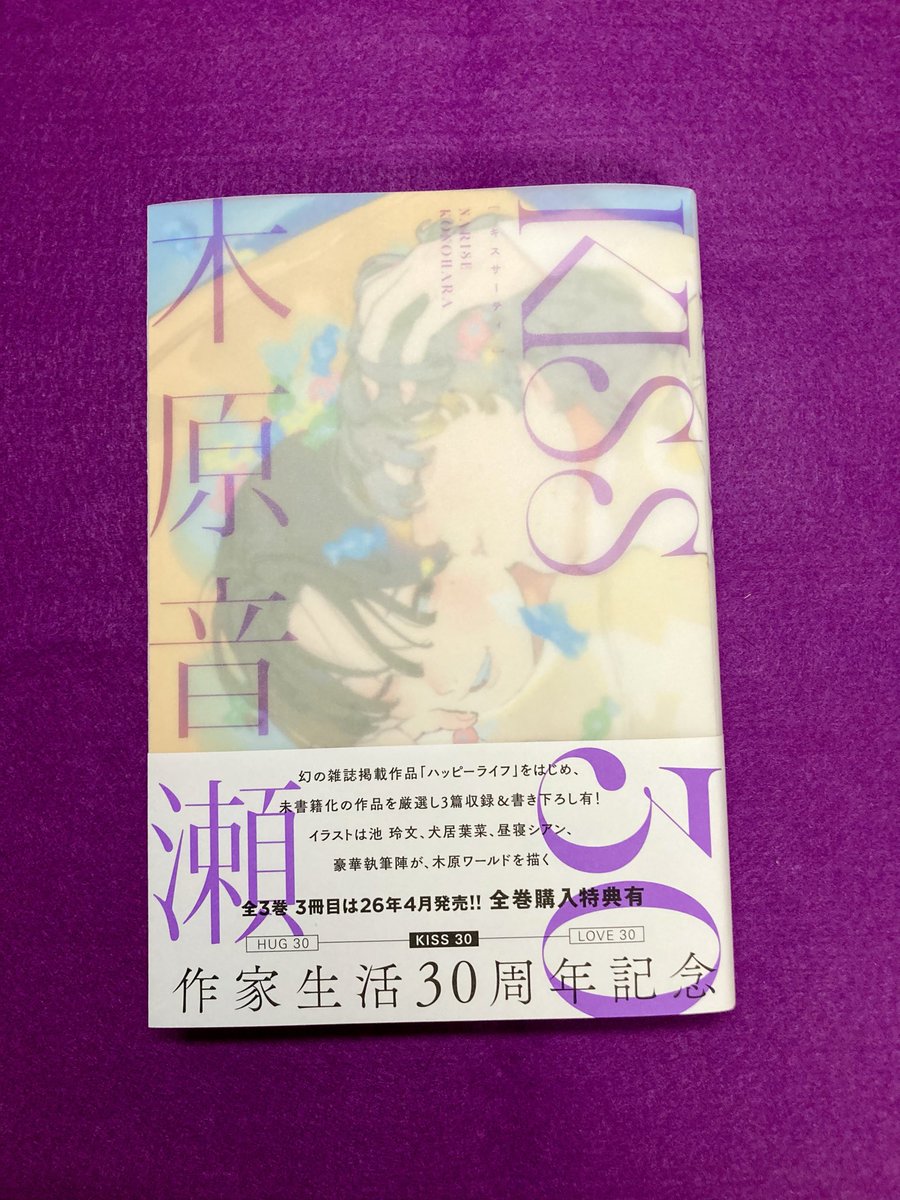 KISS 30
「キスサーティ
NARISE
KONOHARA
木原音瀬
幻の雑誌掲載作品「ハッピーライフ」をはじめ、
未書籍化の作品を厳選し3篇収録&書き下ろし有!
イラストは池 玲文、犬居葉菜、昼寝シアン、
豪華執筆陣が、木原ワールドを描く
全3巻 3冊目は26年4月発売!! 全巻購入特典有
HUG 30
KISS 30
LOVE 30
作家生活30周年記念